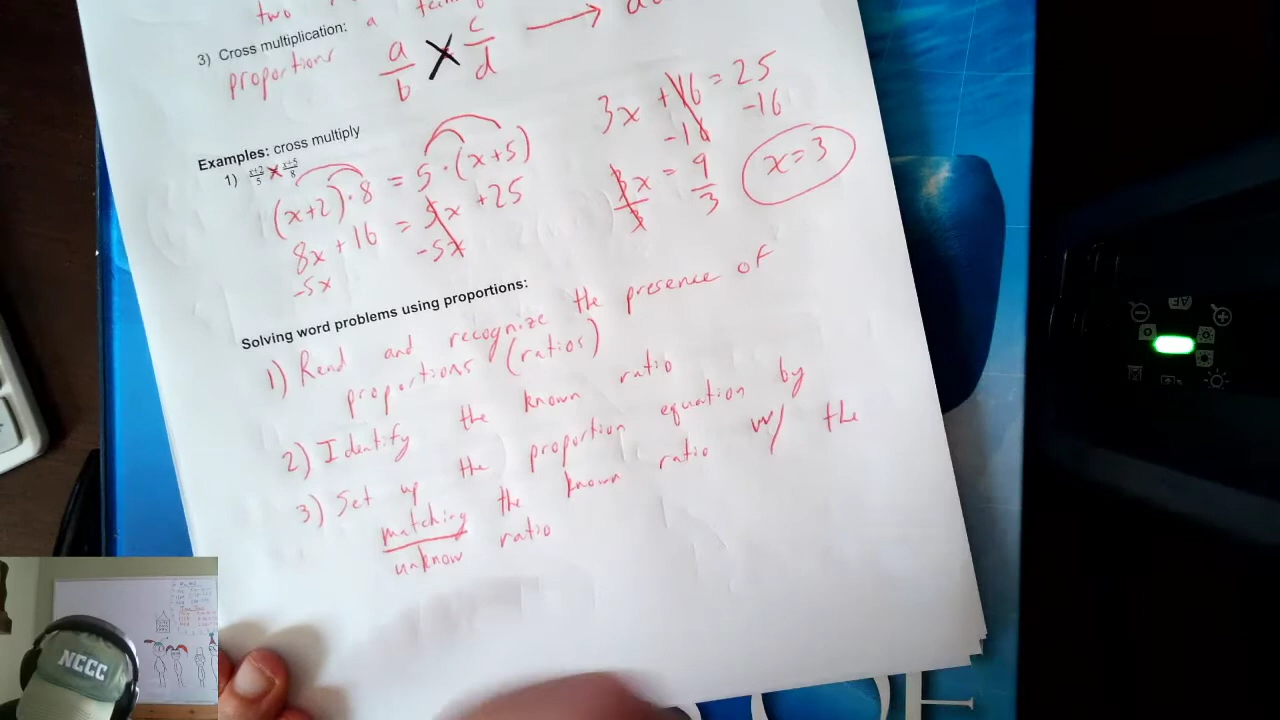 two
3) Cross multiplication: a
proportions a/b X c/d →
Examples: cross multiply
1) x+2/5 X x+5/8
(x+2)·8 = 5·(x+5)
8x + 16 = 5x + 25
-5x -5x
3x + 16 = 25
-16 -16
3x/3 = 9/3
x = 3
Solving word problems using proportions:
1) Read and recognize the presence of
proportions (ratios)
2) Identify the known ratio
3) Set up the proportion equation by
matching the known ratio w/ the
unknow ratio
NCCC